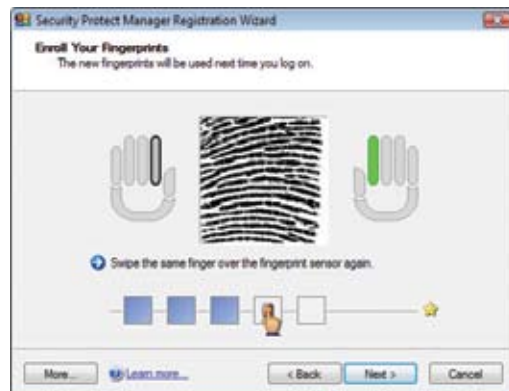 Security Protect Manager Registration Wizard
Enroll Your Fingerprints
The new fingerprints will be used next time you log on.
Swipe the same finger over the fingerprint sensor again.
More... Learn more... < Back Next > Cancel